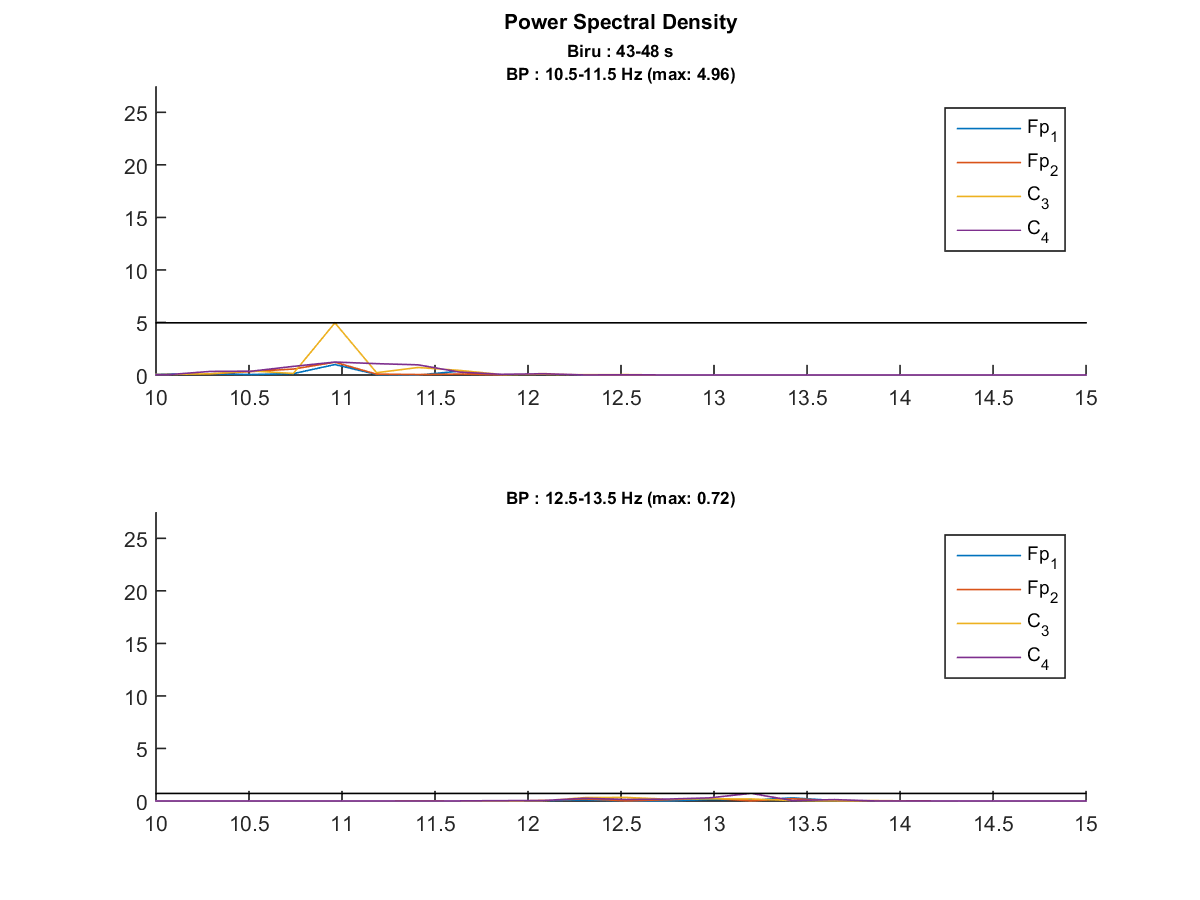 Power Spectral Density
Biru : 43-48 s
BP : 10.5-11.5 Hz (max: 4.96)
25
20
15
10
5
0
10 10.5 11 11.5 12 12.5 13 13.5 14 14.5 15
Fp1
Fp2
C3
C4
BP : 12.5-13.5 Hz (max: 0.72)
25
20
15
10
5
0
10 10.5 11 11.5 12 12.5 13 13.5 14 14.5 15
Fp1
Fp2
C3
C4